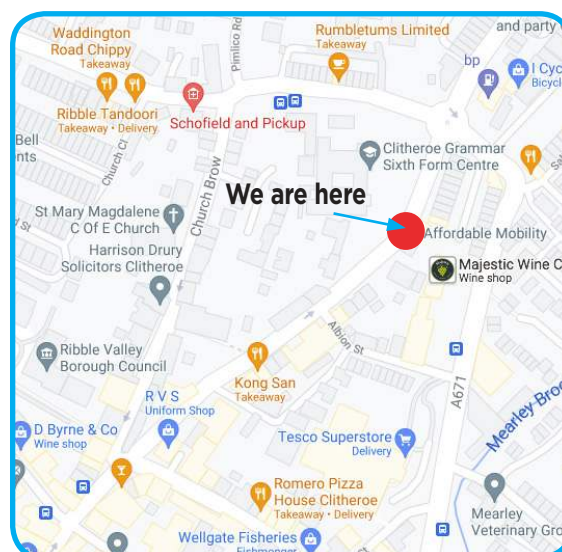 Waddington
Road Chippy
Takeaway
Pimlico Rd
Rumbletums Limited
Takeaway
and party
bp
I Cyc
Bicycl
Ribble Tandoori
Takeaway • Delivery
Schofield and Pickup
Bell
ents
Church Cl
Church Brow
Clitheroe Grammar
Sixth Form Centre
We are here
St Mary Magdalene
C Of E Church
Affordable Mobility
Harrison Drury
Solicitors Clitheroe
Majestic Wine C
Wine shop
Albion St
Ribble Valley
Borough Council
Kong San
Takeaway
A671
Mearley Broo
R V S
Uniform Shop
D Byrne & Co
Wine shop
Tesco Superstore
Delivery
Romero Pizza
House Clitheroe
Takeaway • Delivery
Mearley
Veterinary Gro
Wellgate Fisheries
Fishmonger